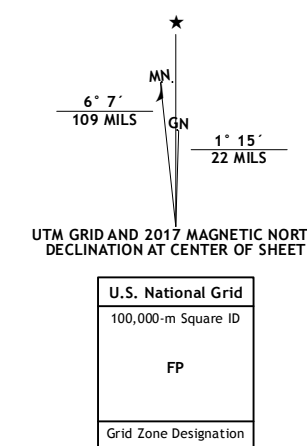 ★
MN
6° 7´
109 MILS
GN
1° 15´
22 MILS
UTM GRID AND 2017 MAGNETIC NORT
DECLINATION AT CENTER OF SHEET
U.S. National Grid
100,000-m Square ID
FP
Grid Zone Designation